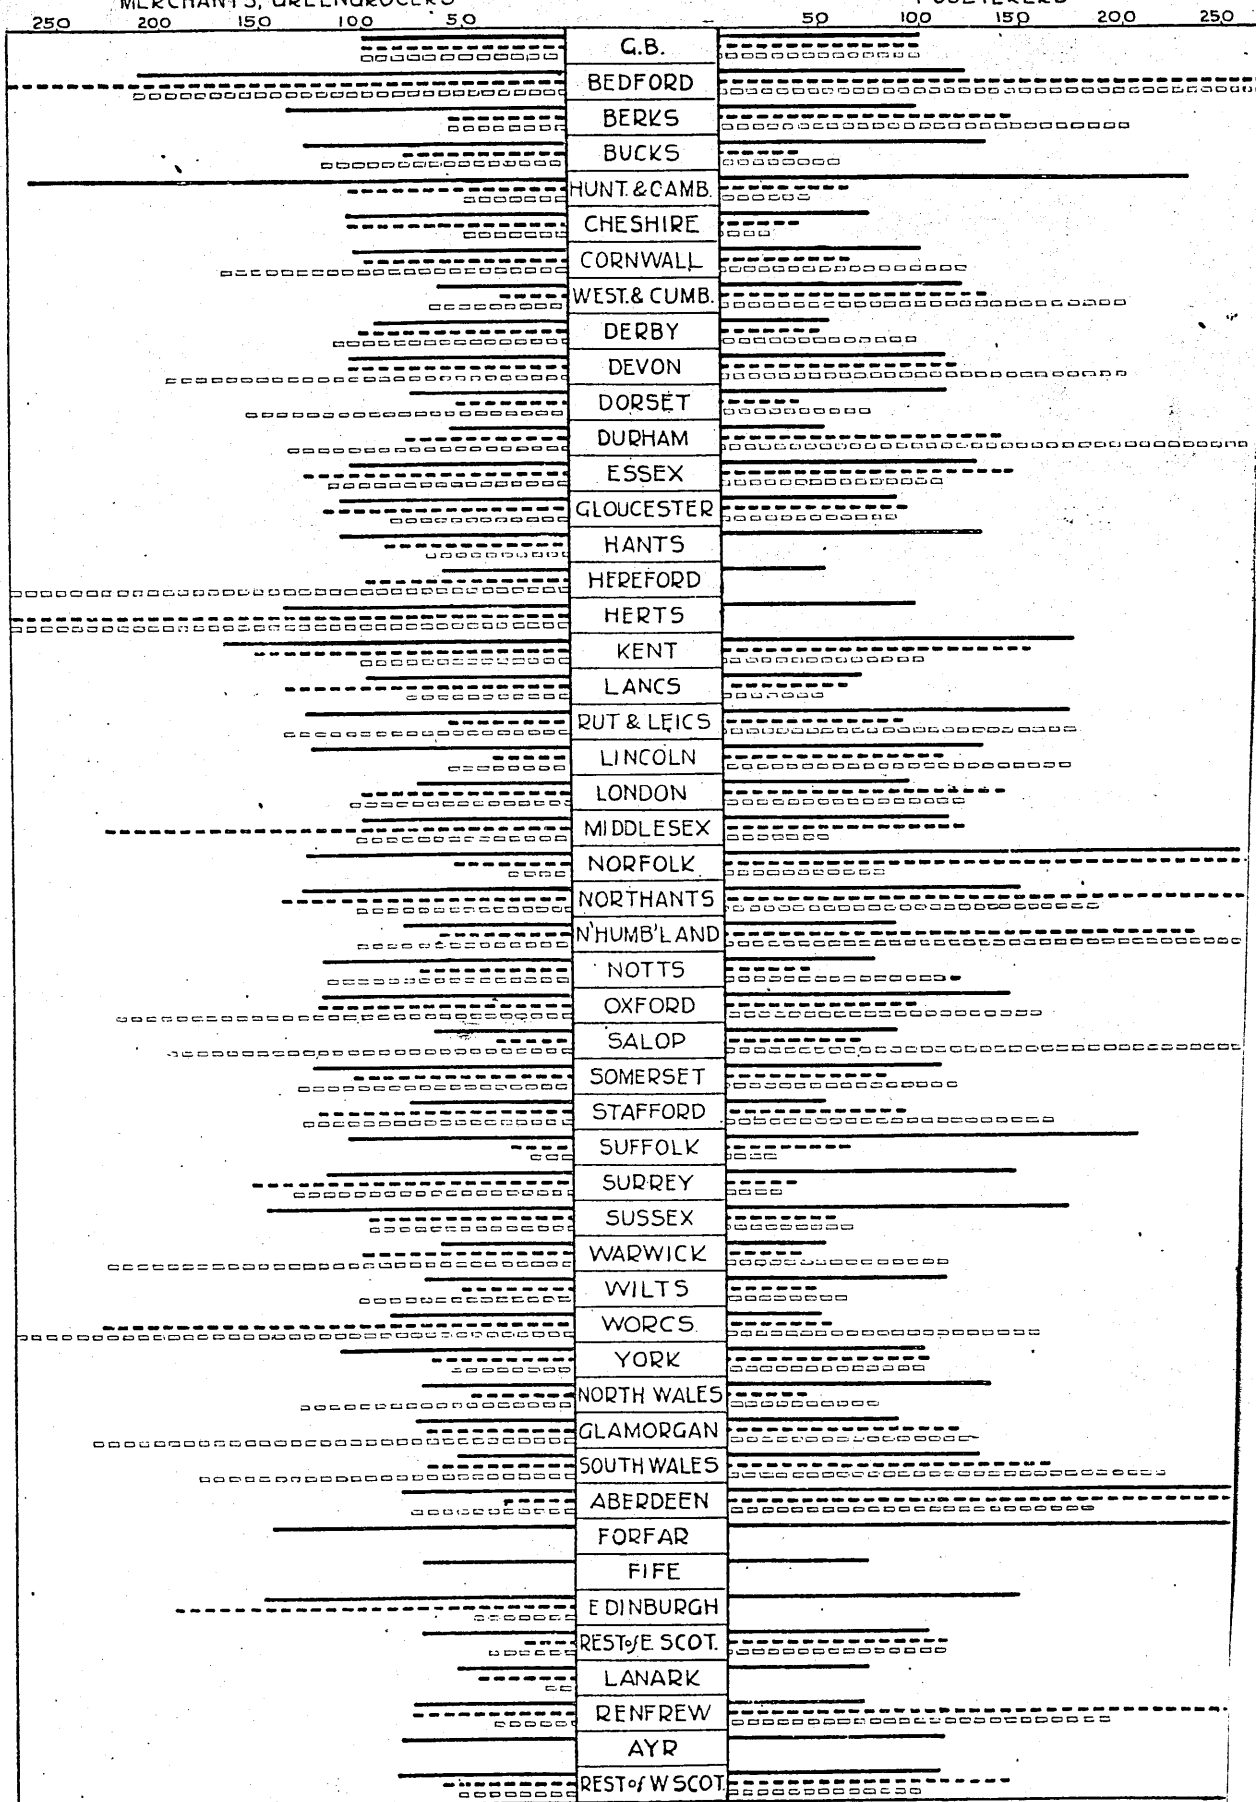 MERCHANTS, GREENGROCERS
250 200 150 100 50 — 50 100 150 200 250
G.B.
BEDFORD
BERKS
BUCKS
HUNT. & CAMB.
CHESHIRE
CORNWALL
WEST. & CUMB.
DERBY
DEVON
DORSET
DURHAM
ESSEX
GLOUCESTER
HANTS
HEREFORD
HERTS
KENT
LANCS
RUT & LEICS
LINCOLN
LONDON
MIDDLESEX
NORFOLK
NORTHANTS
N'HUMB'LAND
NOTTS
OXFORD
SALOP
SOMERSET
STAFFORD
SUFFOLK
SURREY
SUSSEX
WARWICK
WILTS
WORCS.
YORK
NORTH WALES
GLAMORGAN
SOUTH WALES
ABERDEEN
FORFAR
FIFE
EDINBURGH
REST of E. SCOT.
LANARK
RENFREW
AYR
REST of W SCOT.